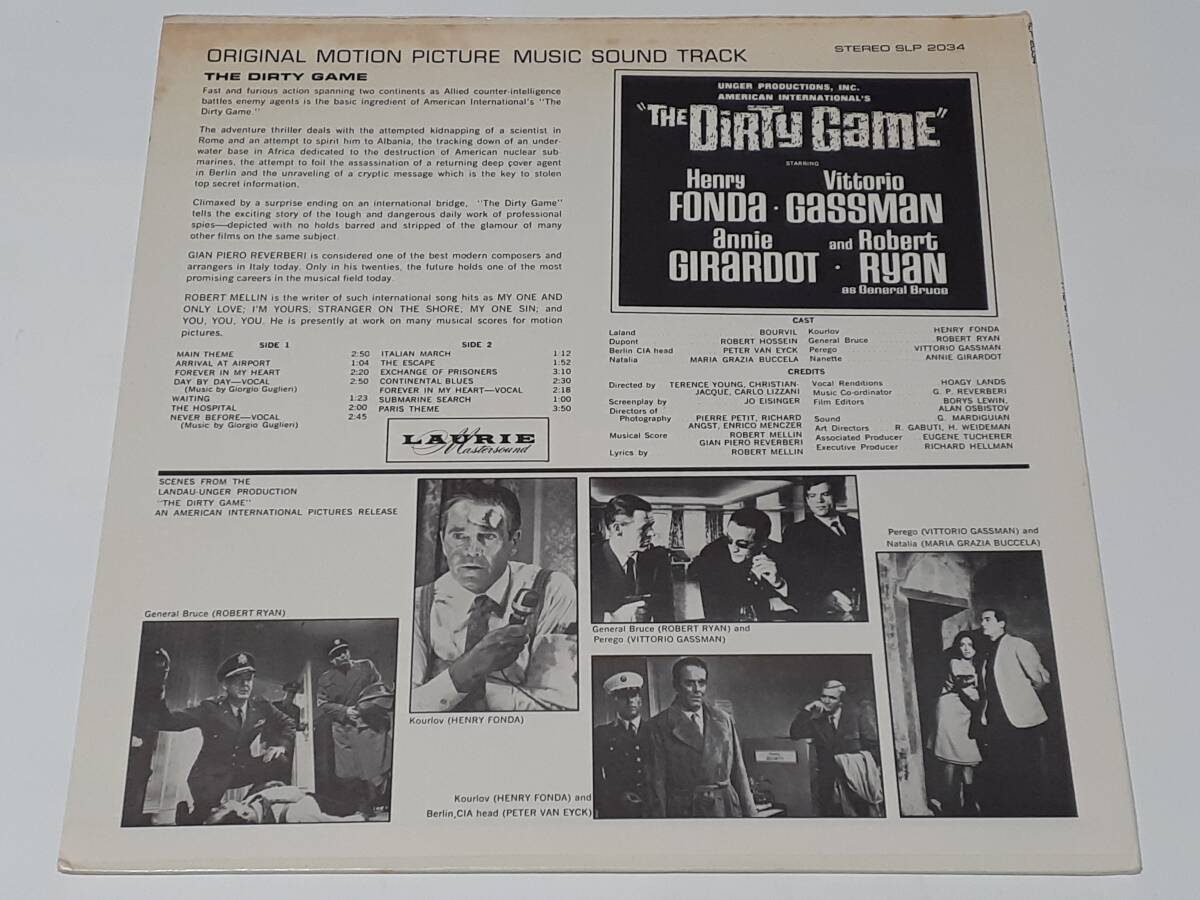 ORIGINAL MOTION PICTURE MUSIC SOUND TRACK
STEREO SLP 2034
THE DIRTY GAME
Fast and furious action spanning two continents as Allied counter-intelligence
battles enemy agents is the basic ingredient of American International's "The
Dirty Game."
The adventure thriller deals with the attempted kidnapping of a scientist in
Rome and an attempt to spirit him to Albania, the tracking down of an under-
water base in Africa dedicated to the destruction of American nuclear sub-
marines, the attempt to foil the assassination of a returning deep cover agent
in Berlin and the unraveling of a cryptic message which is the key to stolen
top secret information.
Climaxed by a surprise ending on an international bridge, "The Dirty Game"
tells the exciting story of the tough and dangerous daily work of professional
spies—depicted with no holds barred and stripped of the glamour of many
other films on the same subject.
GIAN PIERO REVERBERI is considered one of the best modern composers and
arrangers in Italy today. Only in his twenties, the future holds one of the most
promising careers in the musical field today.
ROBERT MELLIN is the writer of such international song hits as MY ONE AND
ONLY LOVE; I'M YOURS; STRANGER ON THE SHORE; MY ONE SIN; and
YOU, YOU, YOU. He is presently at work on many musical scores for motion
pictures.
SIDE 1
MAIN THEME 2:50
ARRIVAL AT AIRPORT 1:04
FOREVER IN MY HEART 2:20
DAY BY DAY—VOCAL 2:50
(Music by Giorgio Guglieri)
WAITING 1:23
THE HOSPITAL 2:00
NEVER BEFORE—VOCAL 2:45
(Music by Giorgio Guglieri)
SIDE 2
ITALIAN MARCH 1:12
THE ESCAPE 1:52
EXCHANGE OF PRISONERS 3:10
CONTINENTAL BLUES 2:30
FOREVER IN MY HEART—VOCAL 2:18
SUBMARINE SEARCH 1:00
PARIS THEME 3:50
LAURIE
Mastersound
UNGER PRODUCTIONS, INC.
AMERICAN INTERNATIONAL'S
"THE DIRTY GAME"
STARRING
Henry FONDA · Vittorio GASSMAN
Annie GIRARDOT · and Robert RYAN
as General Bruce
CAST
Laland BOURVIL
Dupont ROBERT HOSSEIN
Berlin CIA head PETER VAN EYCK
Natalia MARIA GRAZIA BUCCELA
Kourlov HENRY FONDA
General Bruce ROBERT RYAN
Perego VITTORIO GASSMAN
Nanette ANNIE GIRARDOT
CREDITS
Directed by TERENCE YOUNG, CHRISTIAN-
JACQUE, CARLO LIZZANI
Screenplay by JO EISINGER
Directors of
Photography PIERRE PETIT, RICHARD
ANGST, ENRICO MENCZER
Musical Score ROBERT MELLIN
GIAN PIERO REVERBERI
Lyrics by ROBERT MELLIN
Vocal Renditions HOAGY LANDS
Music Co-ordinator G. P. REVERBERI
Film Editors BORYS LEWIN,
ALAN OSBISTOV
Sound G. MARDIGUIAN
Art Directors R. GABUTI, H. WEIDEMAN
Associated Producer EUGENE TUCHERER
Executive Producer RICHARD HELLMAN
SCENES FROM THE
LANDAU-UNGER PRODUCTION
"THE DIRTY GAME"
AN AMERICAN INTERNATIONAL PICTURES RELEASE
General Bruce (ROBERT RYAN)
Kourlov (HENRY FONDA)
General Bruce (ROBERT RYAN) and
Perego (VITTORIO GASSMAN)
Perego (VITTORIO GASSMAN) and
Natalia (MARIA GRAZIA BUCCELA)
Kourlov (HENRY FONDA) and
Berlin,CIA head (PETER VAN EYCK)